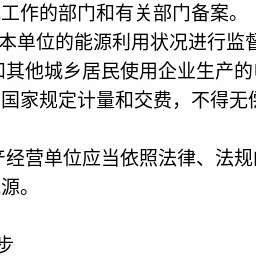 工作的部门和有关部门备案。
本单位的能源利用状况进行监督
和其他城乡居民使用企业生产的
国家规定计量和交费，不得无偿
产经营单位应当依照法律、法规
源。
步